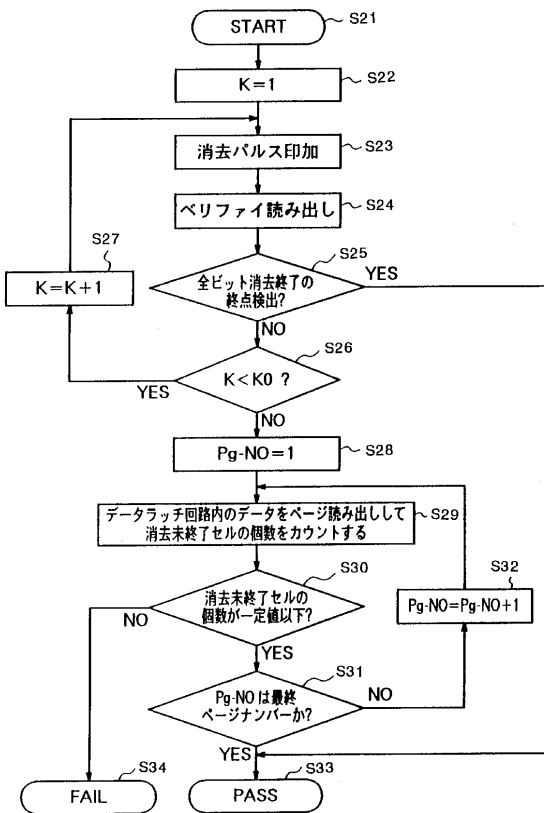 START
S21
K=1
S22
消去パルス印加
S23
ベリファイ読み出し
S24
S27
K=K+1
S25
全ビット消去終了の
終点検出?
YES
NO
S26
K<K0 ?
YES
NO
Pg-NO=1
S28
データラッチ回路内のデータをページ読み出しして
消去未終了セルの個数をカウントする
S29
S30
消去未終了セルの
個数が一定値以下?
NO
YES
S32
Pg-NO=Pg-NO+1
S31
Pg-NOは最終
ページナンバーか?
NO
YES
S34
FAIL
S33
PASS